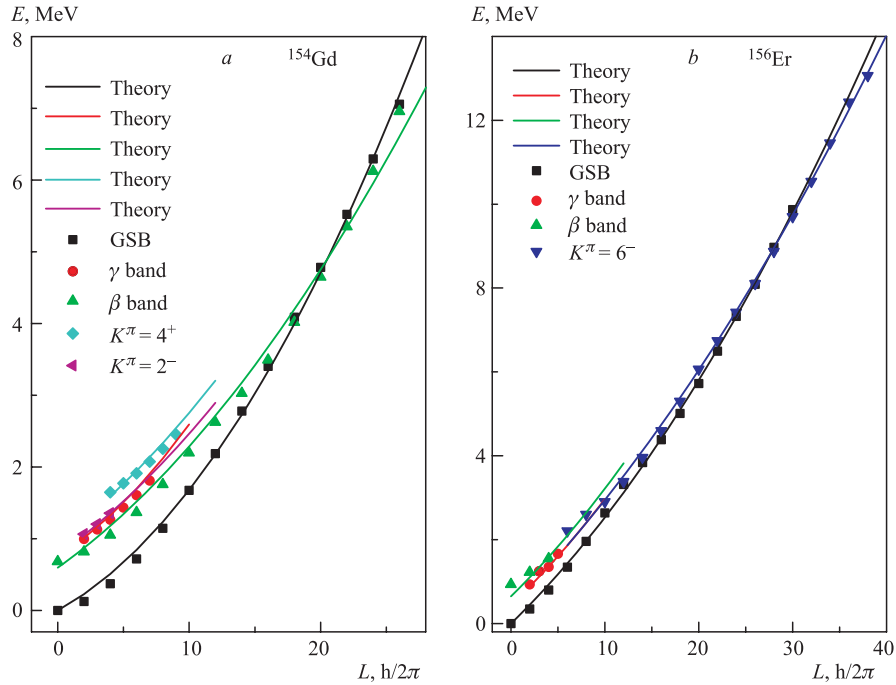 E, MeV
8
a
¹⁵⁴Gd
Theory
Theory
Theory
Theory
Theory
GSB
γ band
β band
Kπ = 4⁺
Kπ = 2⁻
6
4
2
0
0
10
20
L, h/2π
E, MeV
b
¹⁵⁶Er
Theory
Theory
Theory
Theory
GSB
γ band
β band
Kπ = 6⁻
12
8
4
0
0
10
20
30
40
L, h/2π